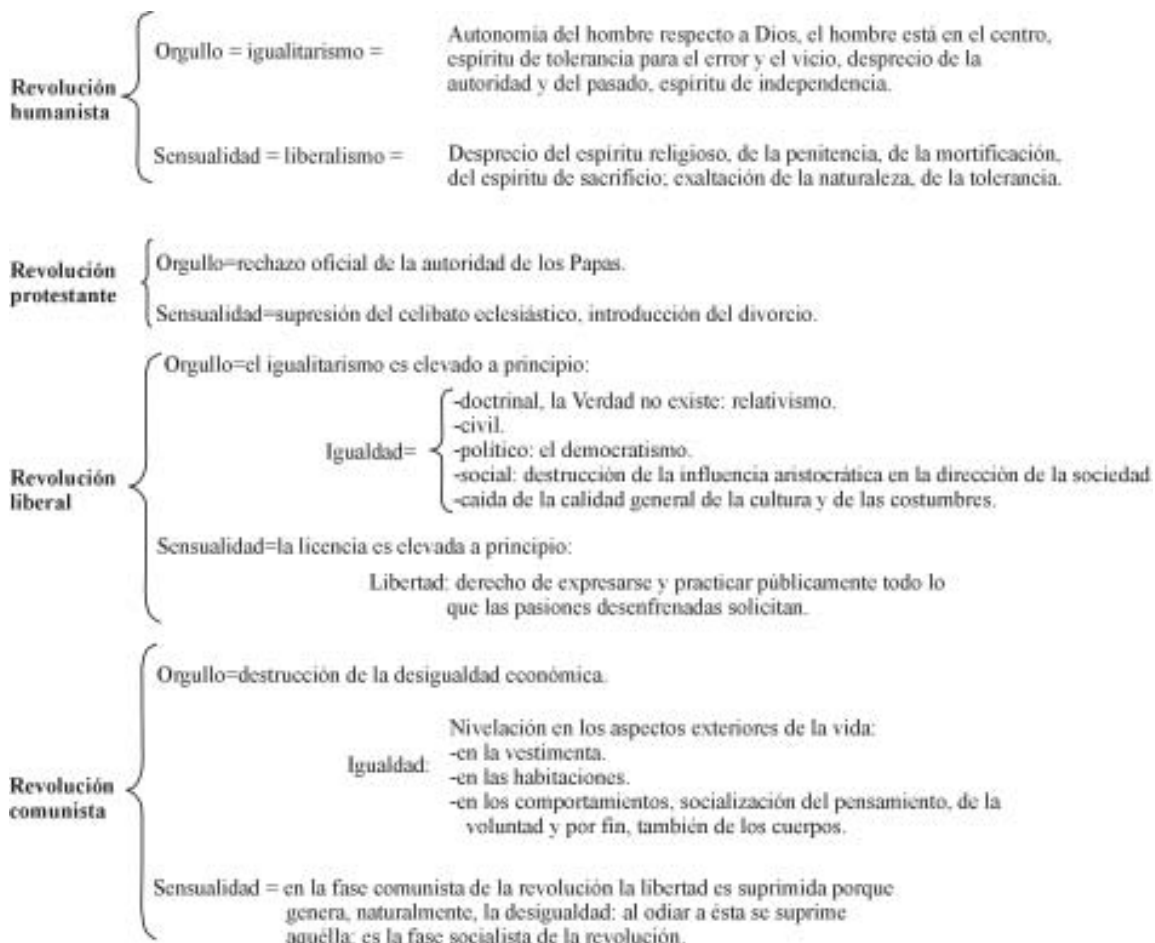 Revolución
humanista
Orgullo = igualitarismo =
Autonomía del hombre respecto a Dios, el hombre está en el centro,
espíritu de tolerancia para el error y el vicio, desprecio de la
autoridad y del pasado, espíritu de independencia.
Sensualidad = liberalismo =
Desprecio del espíritu religioso, de la penitencia, de la mortificación,
del espíritu de sacrificio; exaltación de la naturaleza, de la tolerancia.
Revolución
protestante
Orgullo=rechazo oficial de la autoridad de los Papas.
Sensualidad=supresión del celibato eclesiástico, introducción del divorcio.
Revolución
liberal
Orgullo=el igualitarismo es elevado a principio:
Igualdad=
-doctrinal, la Verdad no existe: relativismo.
-civil.
-político: el democratismo.
-social: destrucción de la influencia aristocrática en la dirección de la sociedad
-caida de la calidad general de la cultura y de las costumbres.
Sensualidad=la licencia es elevada a principio:
Libertad: derecho de expresarse y practicar públicamente todo lo
que las pasiones desenfrenadas solicitan.
Revolución
comunista
Orgullo=destrucción de la desigualdad económica.
Igualdad:
Nivelación en los aspectos exteriores de la vida:
-en la vestimenta.
-en las habitaciones.
-en los comportamientos, socialización del pensamiento, de la
voluntad y por fin, también de los cuerpos.
Sensualidad = en la fase comunista de la revolución la libertad es suprimida porque
genera, naturalmente, la desigualdad: al odiar a ésta se suprime
aquélla: es la fase socialista de la revolución.